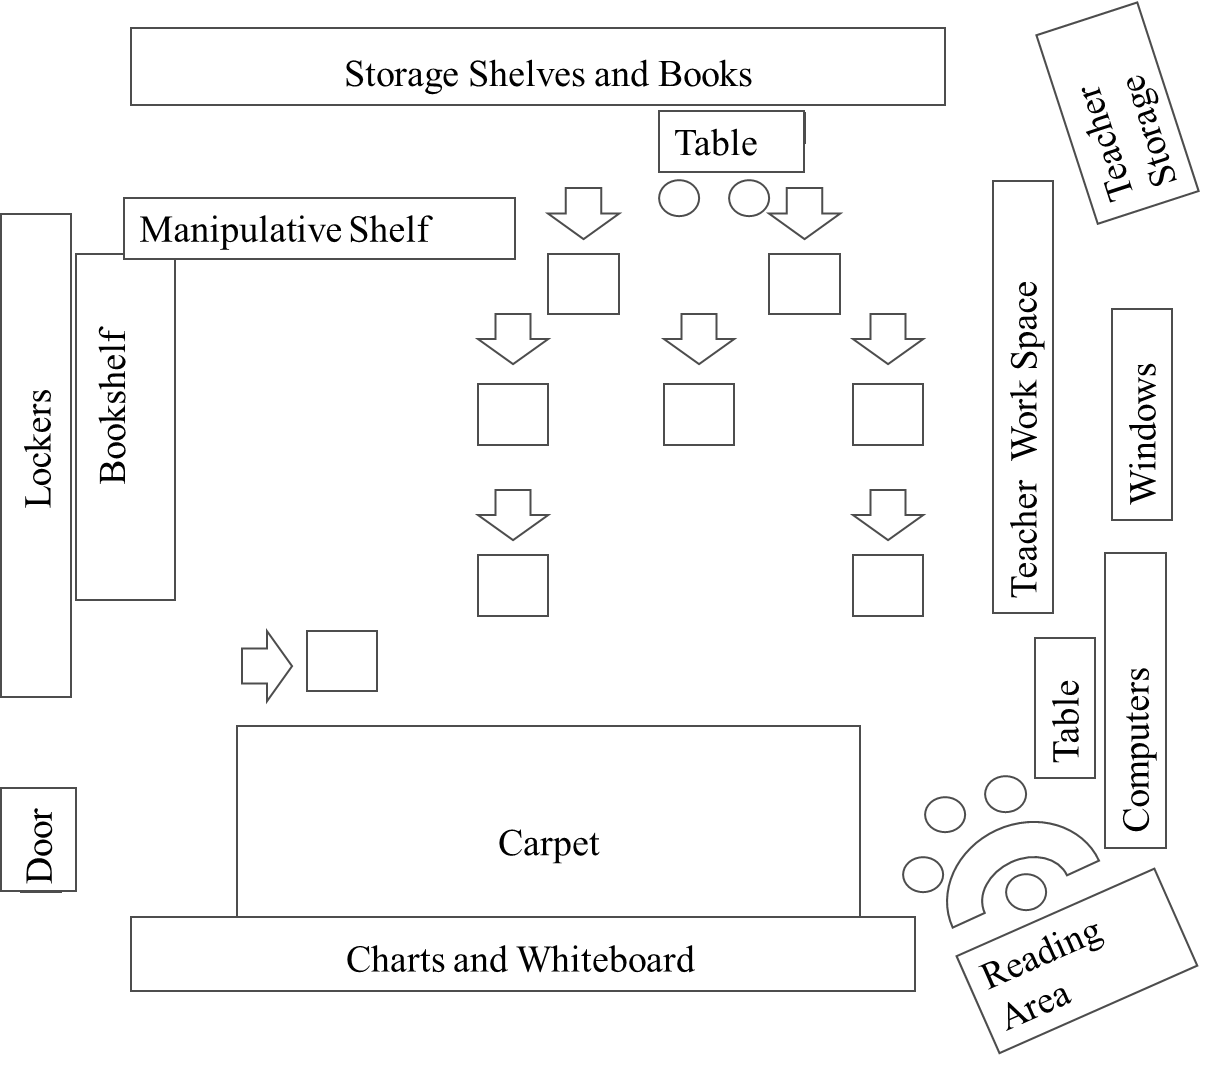 Storage Shelves and Books
Teacher
Storage
Table
Manipulative Shelf
Lockers
Bookshelf
Teacher Work Space
Windows
Table
Computers
Door
Carpet
Charts and Whiteboard
Reading
Area